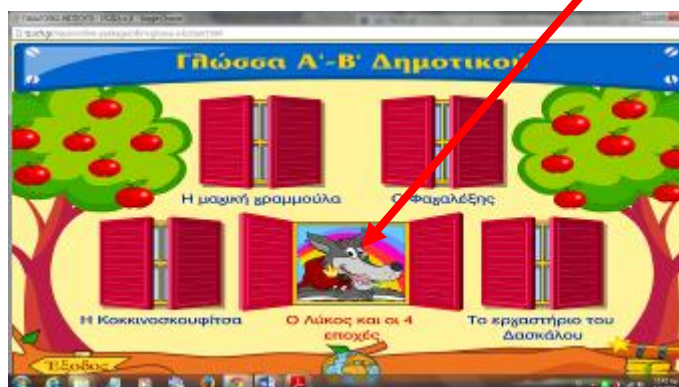 Γλώσσα Α'-Β' Δημοτικού
Η μαγική γραμμούλα
Ο Φαγαλέξης
Η Κοκκινοσκουφίτσα
Ο Λύκος και οι 4
εποχές
Το εργαστήριο του
Δασκάλου
Έξοδος